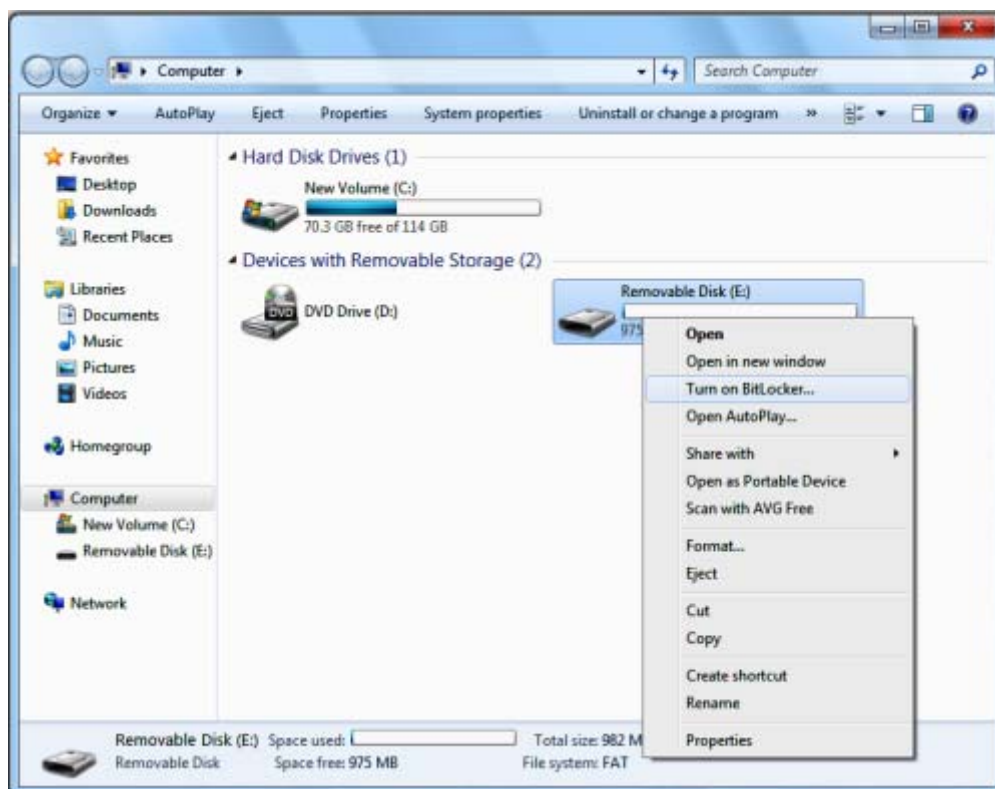 Computer
Search Computer
Organize AutoPlay Eject Properties System properties Uninstall or change a program »
Favorites
Desktop
Downloads
Recent Places
Libraries
Documents
Music
Pictures
Videos
Homegroup
Computer
New Volume (C:)
Removable Disk (E:)
Network
Hard Disk Drives (1)
New Volume (C:)
70.3 GB free of 114 GB
Devices with Removable Storage (2)
DVD
DVD Drive (D:)
Removable Disk (E:)
975
Open
Open in new window
Turn on BitLocker...
Open AutoPlay...
Share with
Open as Portable Device
Scan with AVG Free
Format...
Eject
Cut
Copy
Create shortcut
Rename
Properties
Removable Disk (E:) Space used: Total size: 982 M
Removable Disk Space free: 975 MB File system: FAT